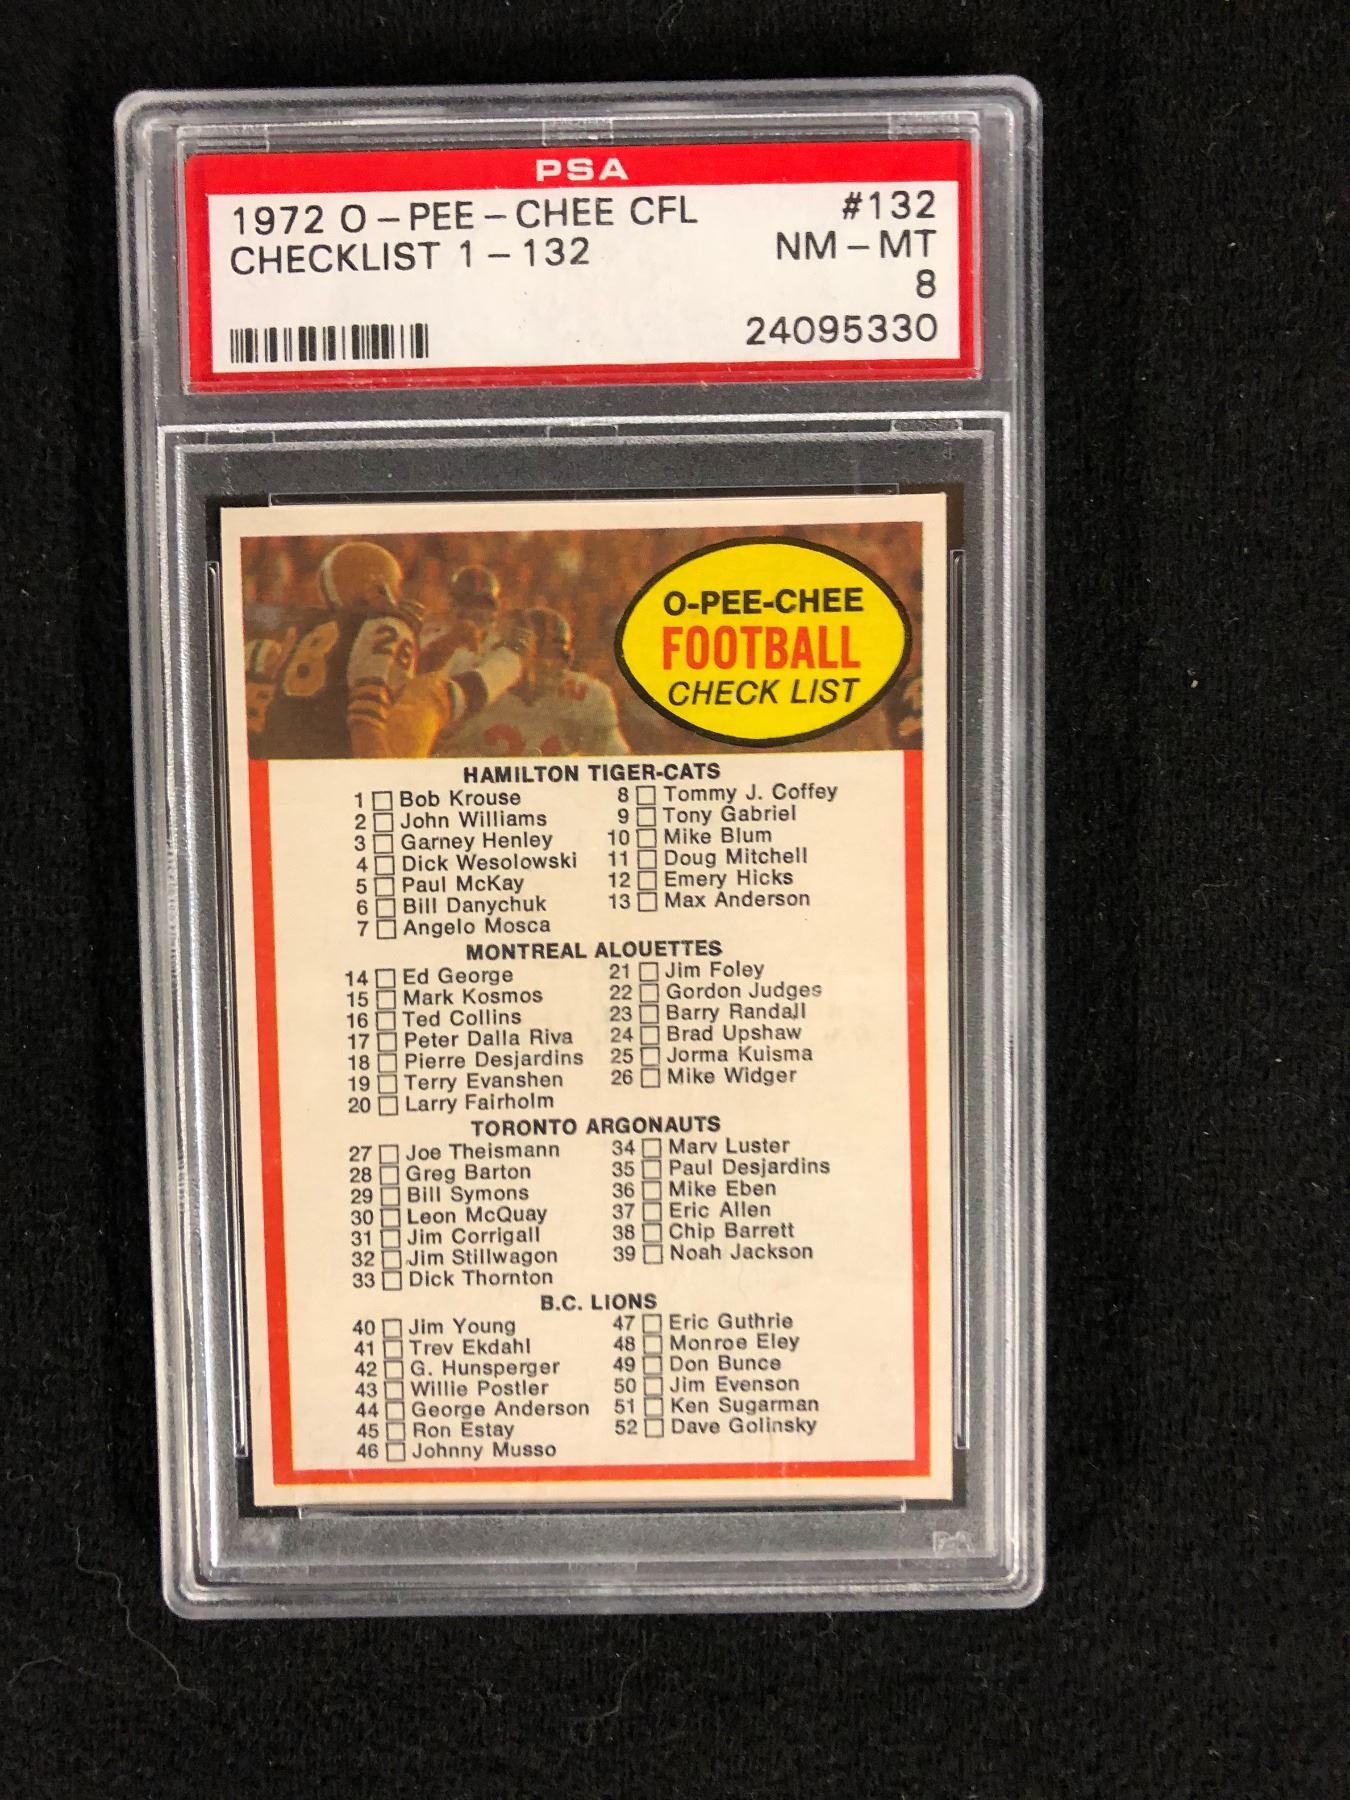 PSA
1972 O-PEE-CHEE CFL #132
CHECKLIST 1-132 NM-MT
8
24095330
O-PEE-CHEE
FOOTBALL
CHECK LIST
26
HAMILTON TIGER-CATS
1 Bob Krouse
2 John Williams
3 Garney Henley
4 Dick Wesolowski
5 Paul McKay
6 Bill Danychuk
7 Angelo Mosca
8 Tommy J. Coffey
9 Tony Gabriel
10 Mike Blum
11 Doug Mitchell
12 Emery Hicks
13 Max Anderson
MONTREAL ALOUETTES
14 Ed George
15 Mark Kosmos
16 Ted Collins
17 Peter Dalla Riva
18 Pierre Desjardins
19 Terry Evanshen
20 Larry Fairholm
21 Jim Foley
22 Gordon Judges
23 Barry Randall
24 Brad Upshaw
25 Jorma Kuisma
26 Mike Widger
TORONTO ARGONAUTS
27 Joe Theismann
28 Greg Barton
29 Bill Symons
30 Leon McQuay
31 Jim Corrigall
32 Jim Stillwagon
33 Dick Thornton
34 Marv Luster
35 Paul Desjardins
36 Mike Eben
37 Eric Allen
38 Chip Barrett
39 Noah Jackson
B.C. LIONS
40 Jim Young
41 Trev Ekdahl
42 G. Hunsperger
43 Willie Postler
44 George Anderson
45 Ron Estay
46 Johnny Musso
47 Eric Guthrie
48 Monroe Eley
49 Don Bunce
50 Jim Evenson
51 Ken Sugarman
52 Dave Golinsky